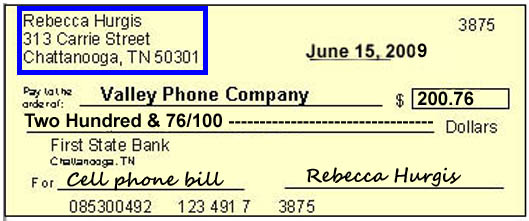 Rebecca Hurgis
3875
313 Carrie Street
Chattanooga, TN 50301
June 15, 2009
Pay to the
order of: Valley Phone Company $ 200.76
Two Hundred & 76/100 ---------------------------------- Dollars
First State Bank
Chattanooga, TN
For Cell phone bill Rebecca Hurgis
085300492 123 491 7 3875